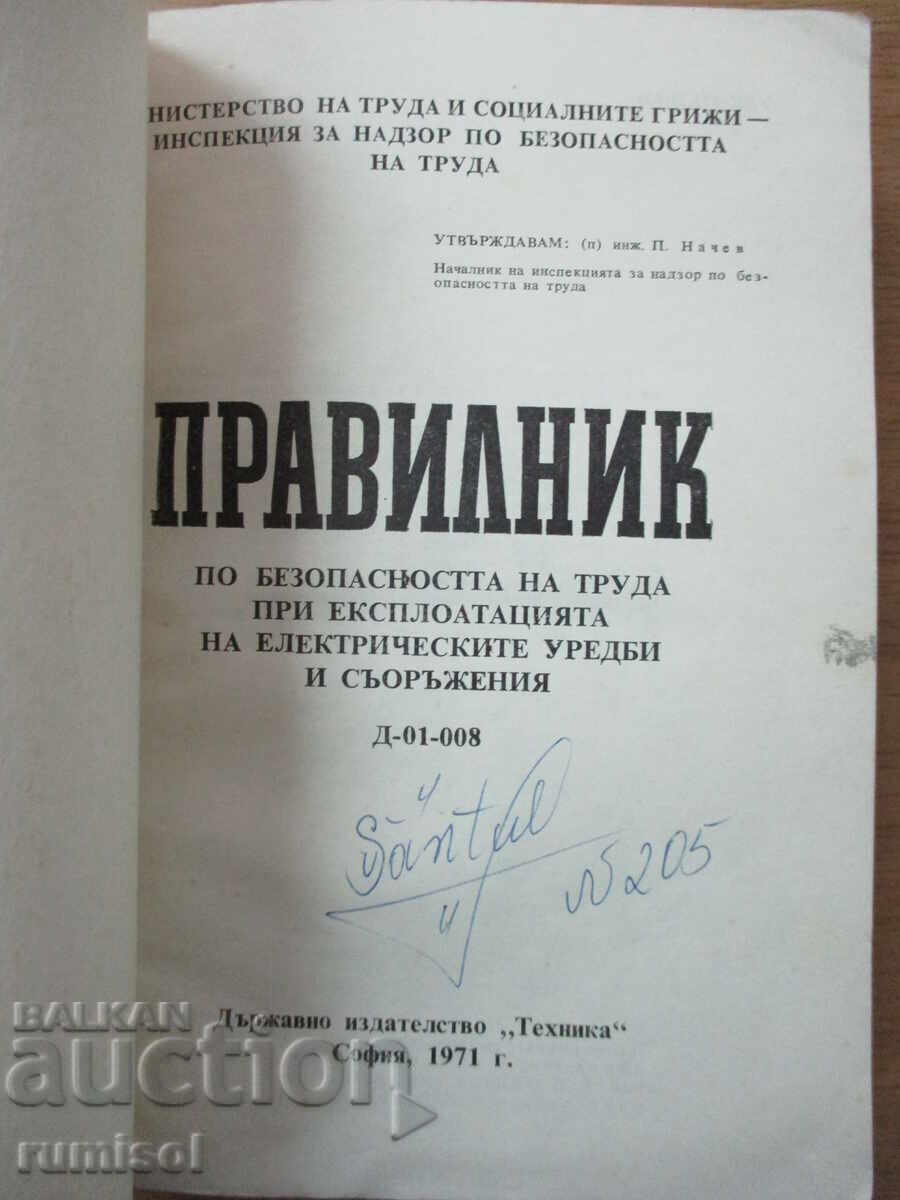 НИСТЕРСТВО НА ТРУДА И СОЦИАЛНИТЕ ГРИЖИ —
ИНСПЕКЦИЯ ЗА НАДЗОР ПО БЕЗОПАСНОСТТА
НА ТРУДА
УТВЪРЖДАВАМ: (п) инж. П. Начев
Началник на инспекцията за надзор по без-
опасността на труда
ПРАВИЛНИК
ПО БЕЗОПАСНОСТТА НА ТРУДА
ПРИ ЕКСПЛОАТАЦИЯТА
НА ЕЛЕКТРИЧЕСКИТЕ УРЕДБИ
И СЪОРЪЖЕНИЯ
Д-01-008
№ 205
Държавно издателство „Техника“
София, 1971 г.
BALKAN
auction
rumisol